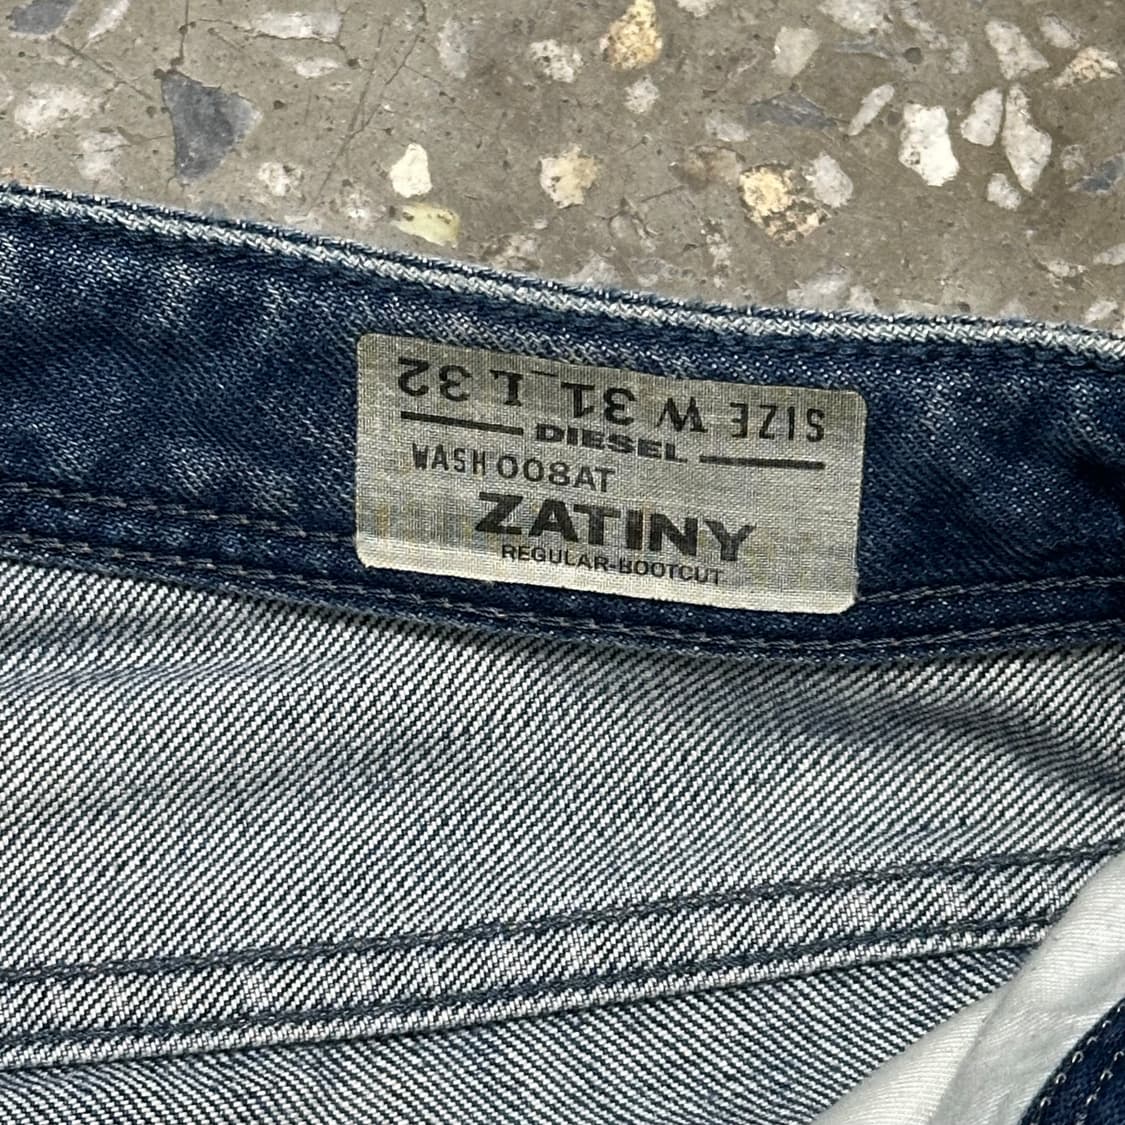 SIZE W 31 L 32
DIESEL
WASH 008AT
ZATINY
REGULAR-BOOTCUT